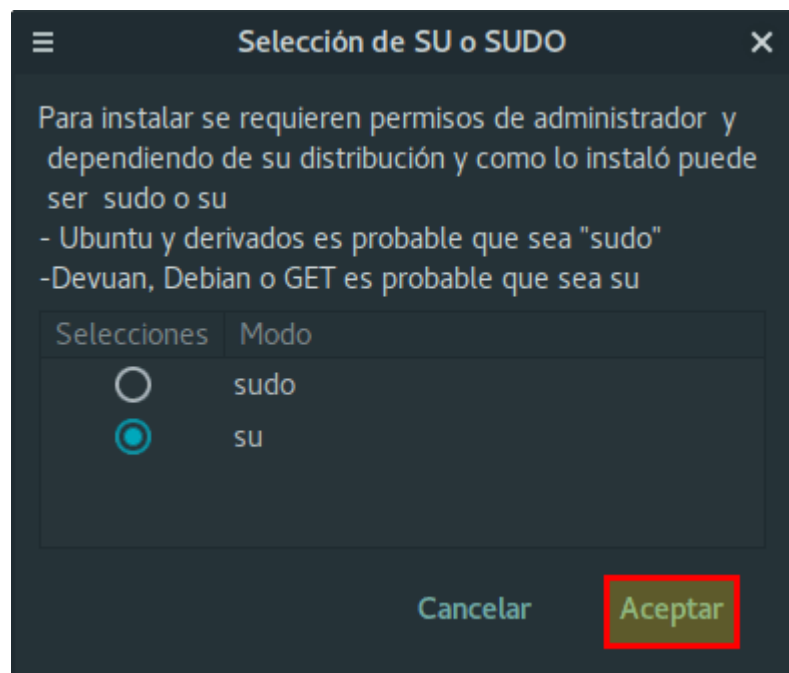 Selección de SU o SUDO
Para instalar se requieren permisos de administrador y
dependiendo de su distribución y como lo instaló puede
ser sudo o su
- Ubuntu y derivados es probable que sea "sudo"
-Devuan, Debian o GET es probable que sea su
Selecciones Modo
sudo
su
Cancelar Aceptar